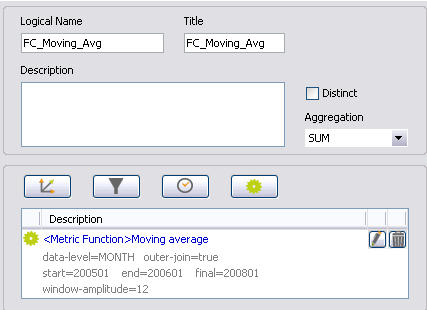 Logical Name Title
FC_Moving_Avg FC_Moving_Avg
Description
Distinct
Aggregation
SUM
Description
<Metric Function>Moving average
data-level=MONTH outer-join=true
start=200501 end=200601 final=200801
window-amplitude=12